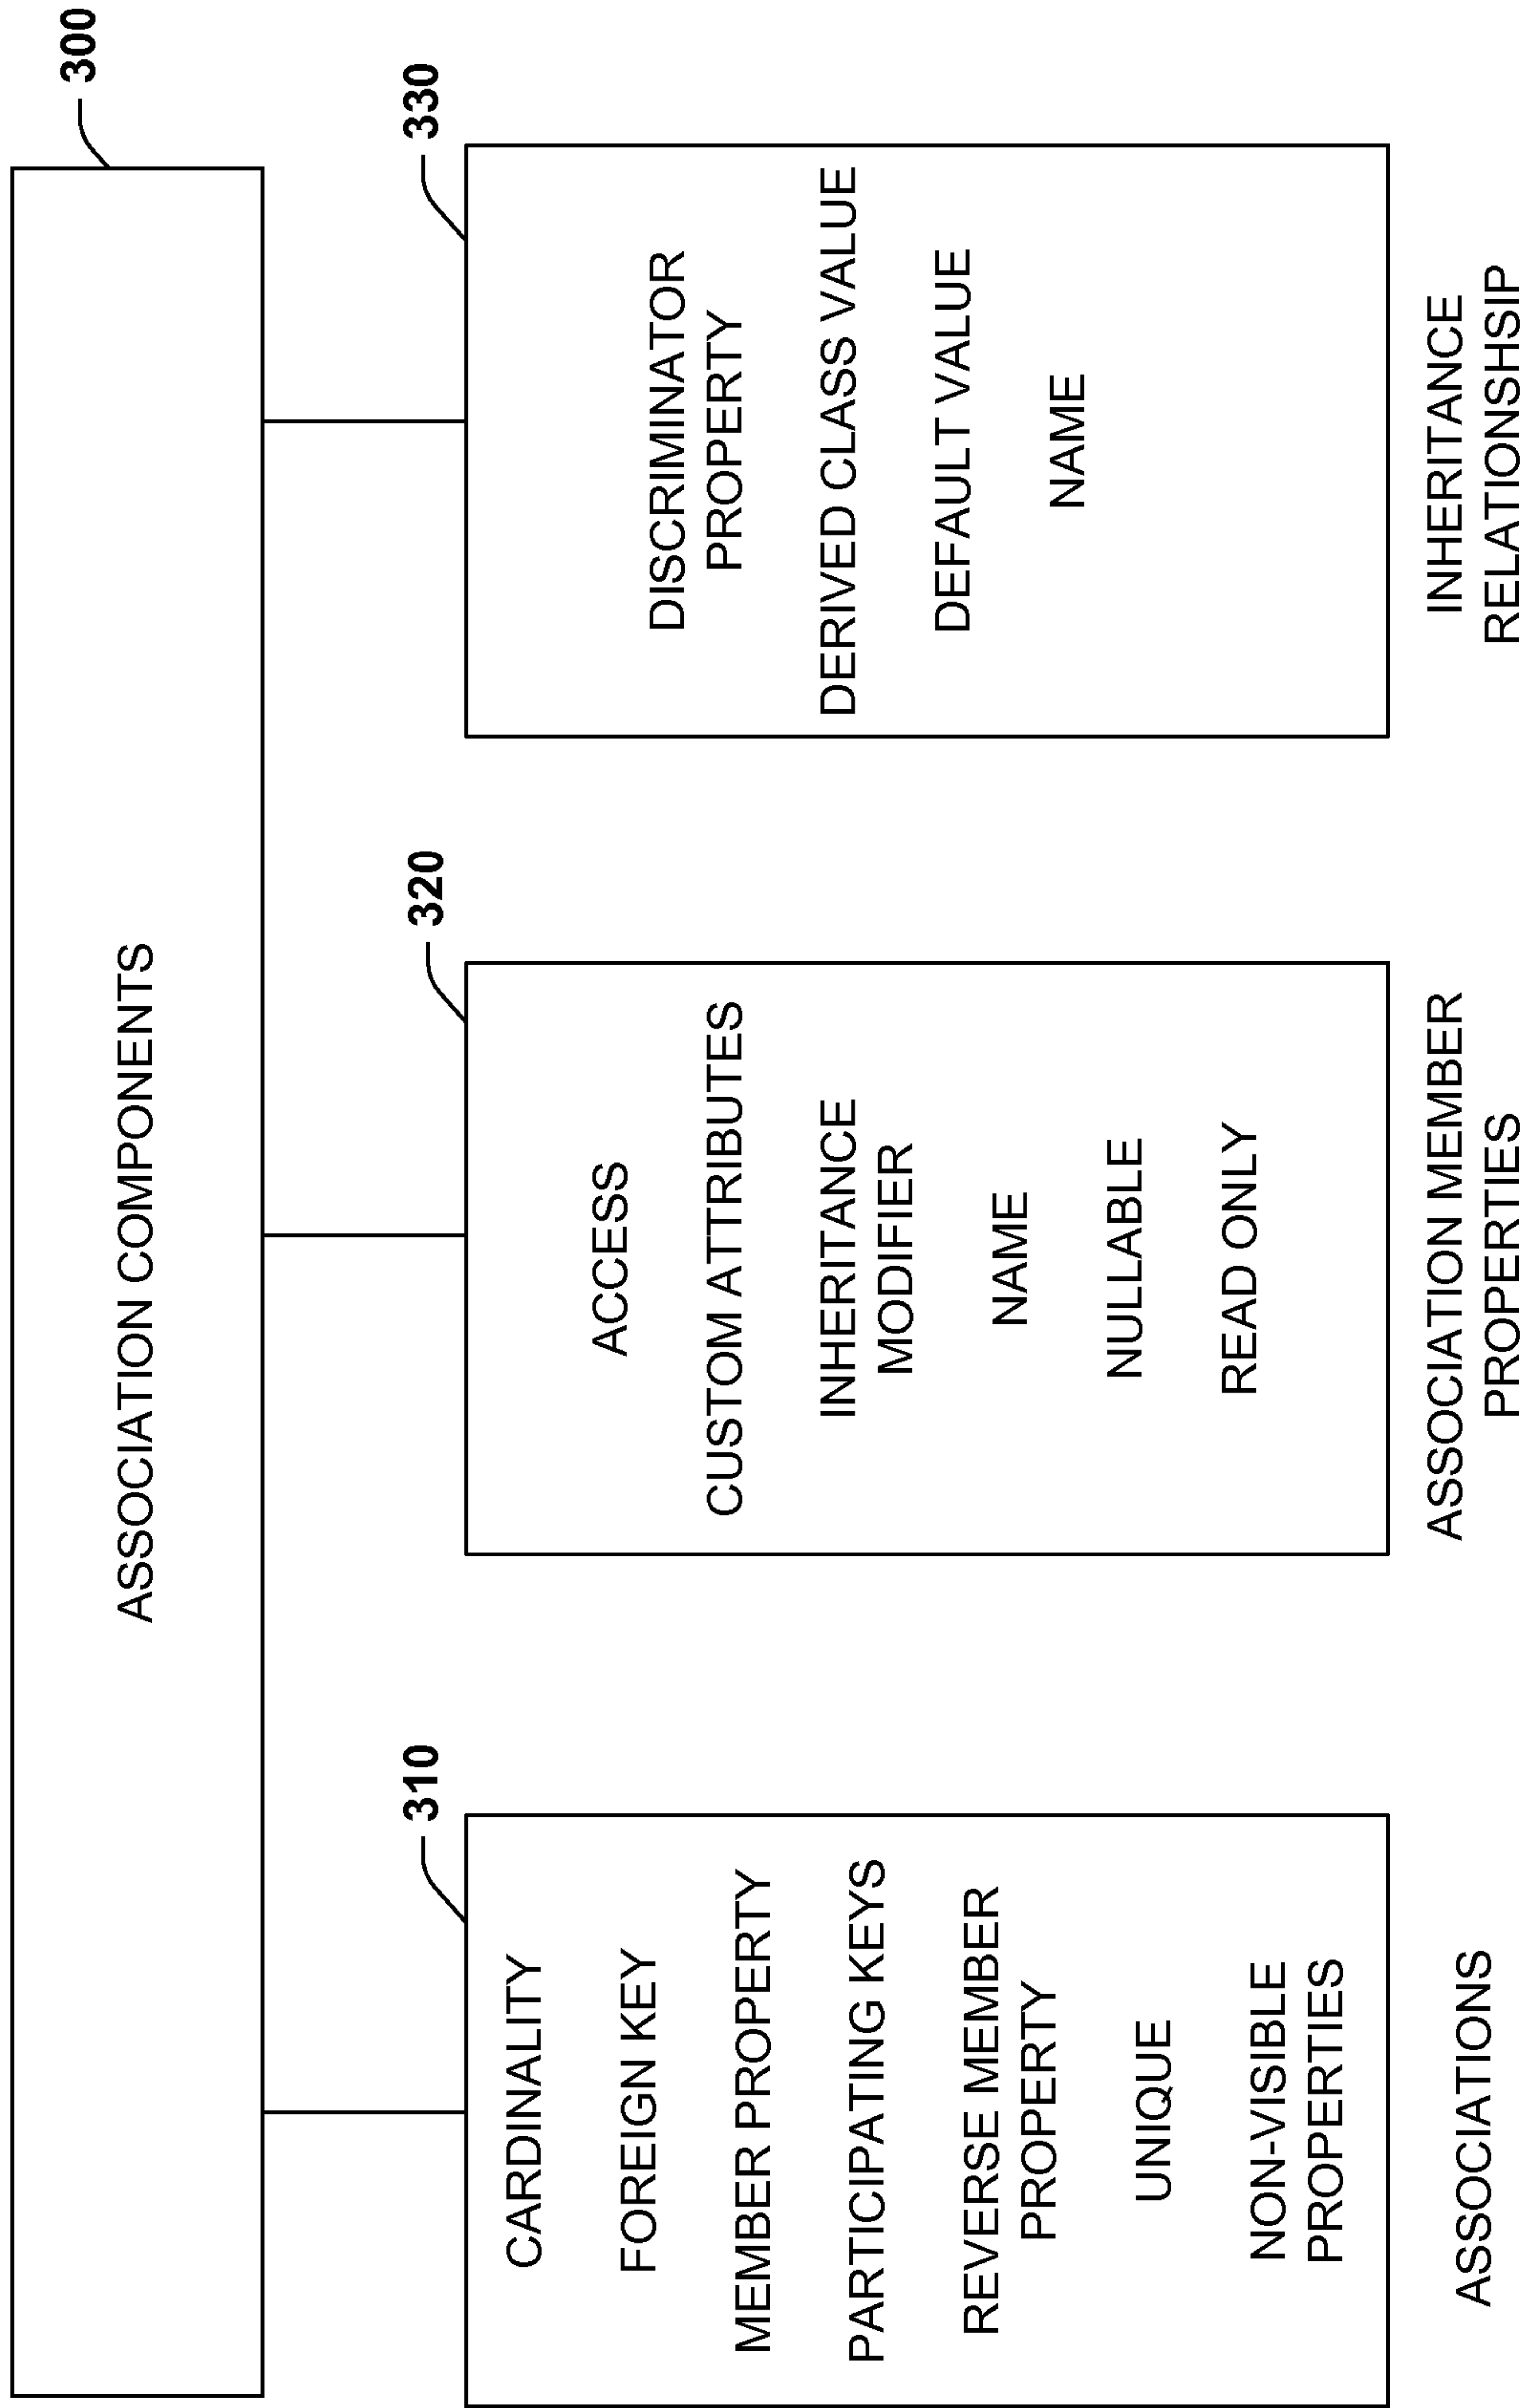 300
ASSOCIATION COMPONENTS
310
CARDINALITY
FOREIGN KEY
MEMBER PROPERTY
PARTICIPATING KEYS
REVERSE MEMBER
PROPERTY
UNIQUE
NON-VISIBLE
PROPERTIES
ASSOCIATIONS
320
ACCESS
CUSTOM ATTRIBUTES
INHERITANCE
MODIFIER
NAME
NULLABLE
READ ONLY
ASSOCIATION MEMBER
PROPERTIES
330
DISCRIMINATOR
PROPERTY
DERIVED CLASS VALUE
DEFAULT VALUE
NAME
INHERITANCE
RELATIONSHSIP